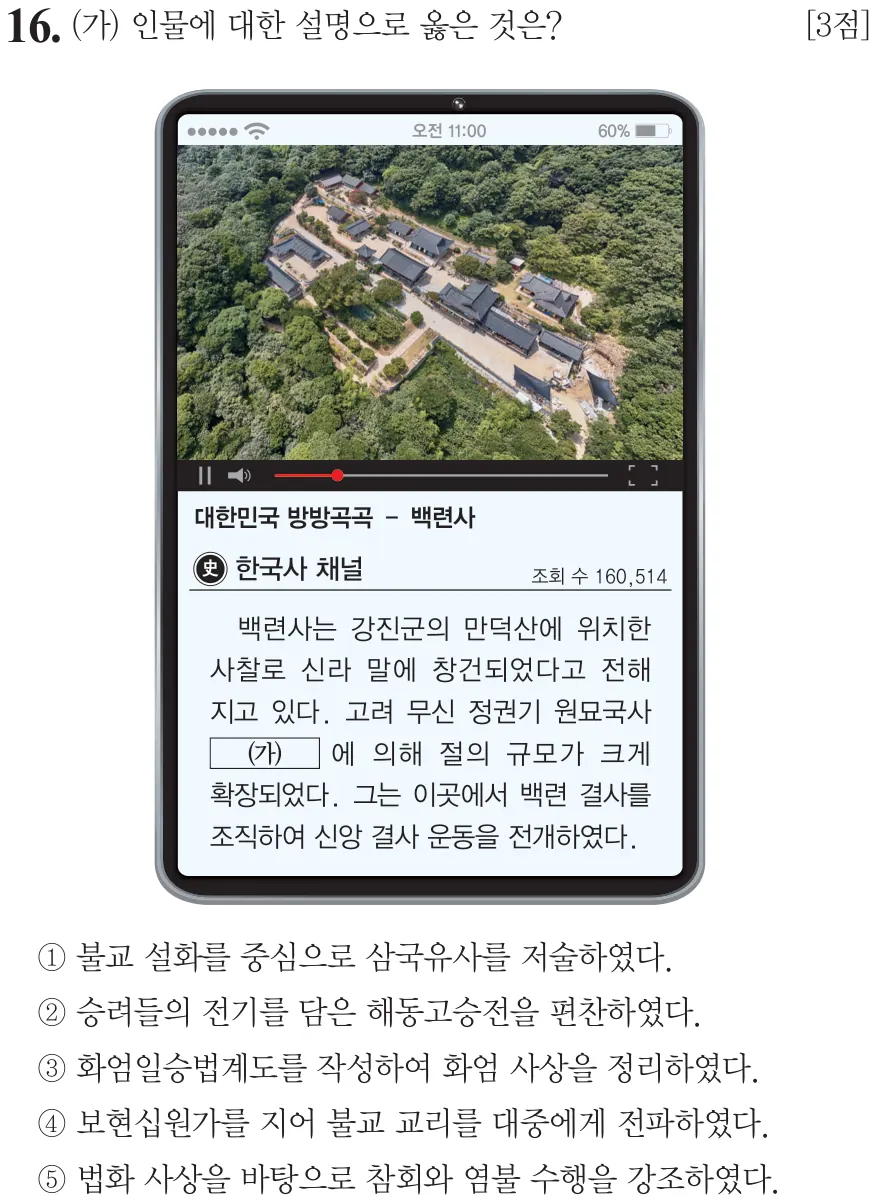 16. (가) 인물에 대한 설명으로 옳은 것은? [3점]
오전 11:00 60%
대한민국 방방곡곡 - 백련사
史 한국사 채널 조회 수 160,514
백련사는 강진군의 만덕산에 위치한
사찰로 신라 말에 창건되었다고 전해
지고 있다. 고려 무신 정권기 원묘국사
(가) 에 의해 절의 규모가 크게
확장되었다. 그는 이곳에서 백련 결사를
조직하여 신앙 결사 운동을 전개하였다.
① 불교 설화를 중심으로 삼국유사를 저술하였다.
② 승려들의 전기를 담은 해동고승전을 편찬하였다.
③ 화엄일승법계도를 작성하여 화엄 사상을 정리하였다.
④ 보현십원가를 지어 불교 교리를 대중에게 전파하였다.
⑤ 법화 사상을 바탕으로 참회와 염불 수행을 강조하였다.